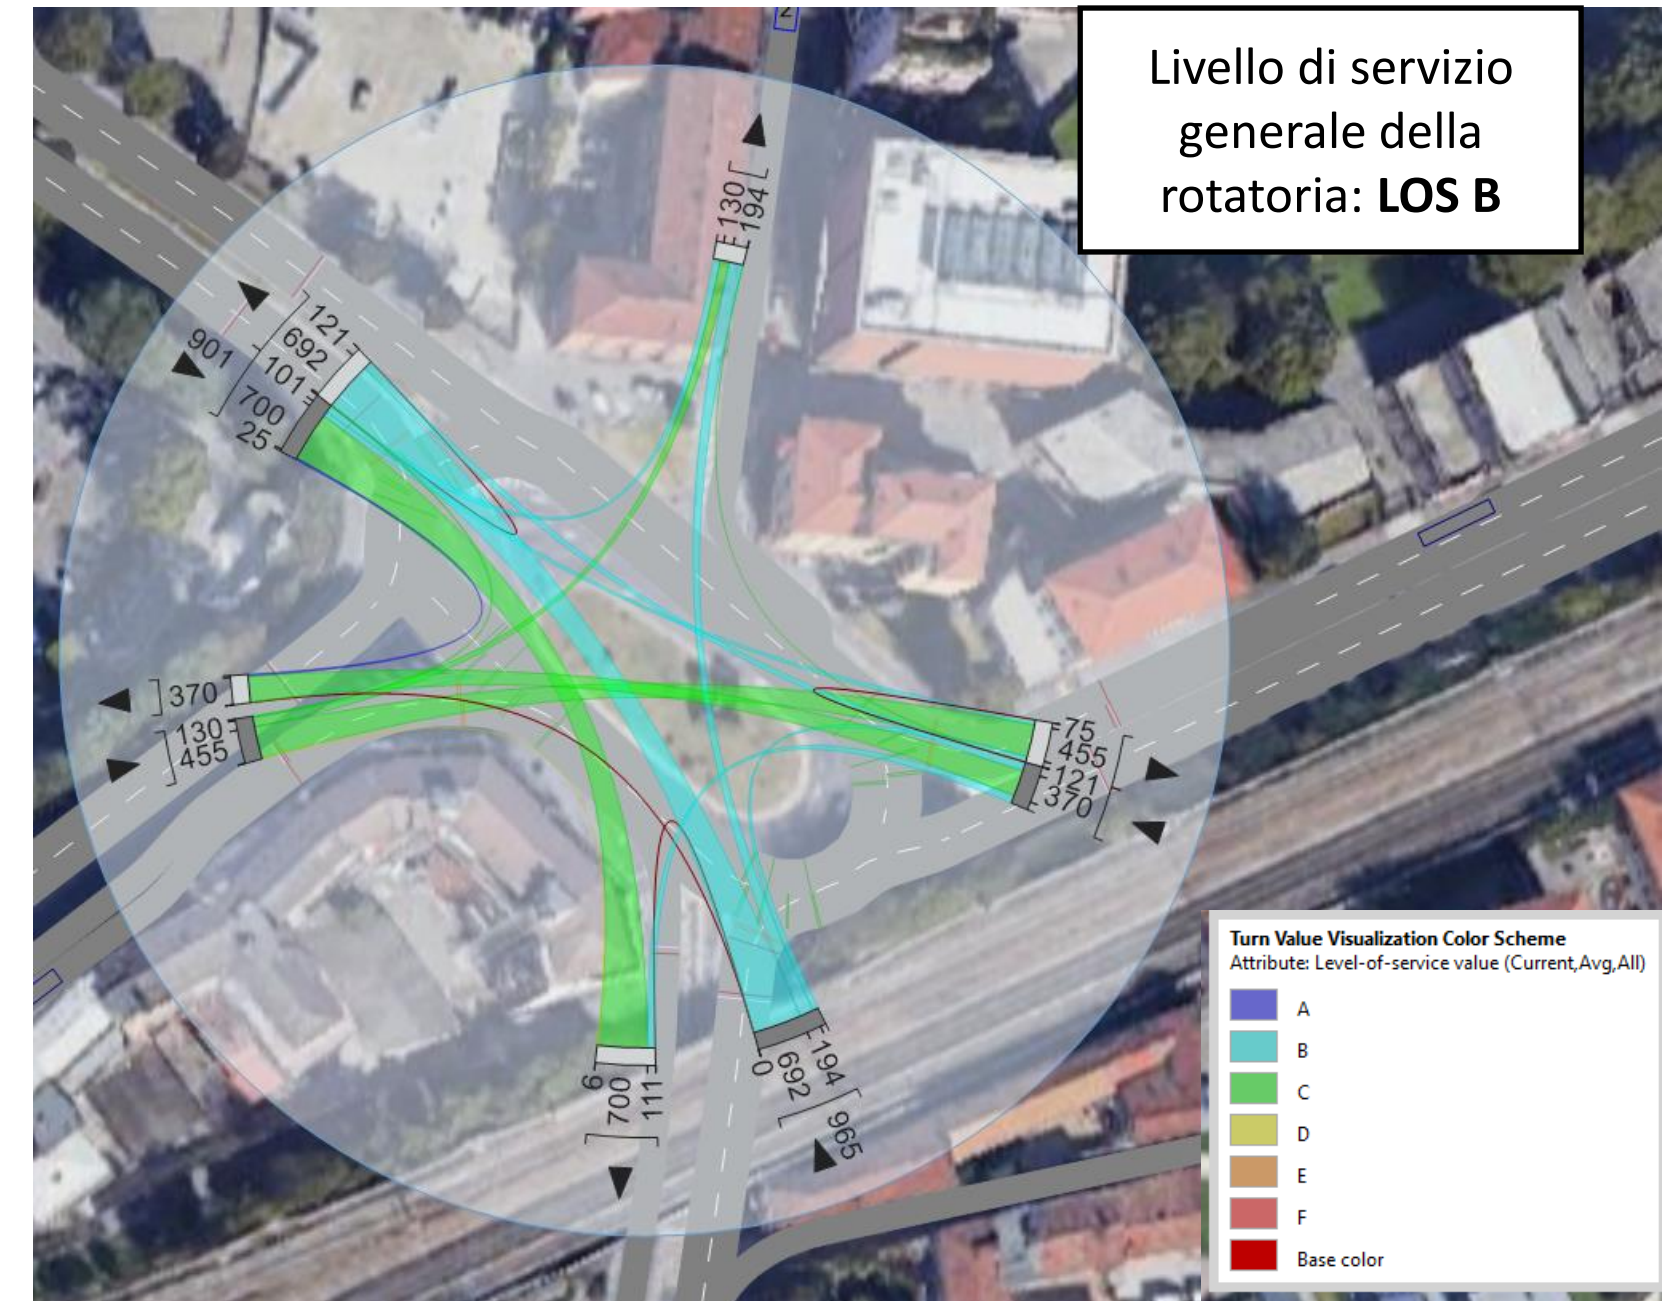 Livello di servizio
generale della
rotatoria: LOS B
130
194
121
692
101
901
700
25
370
130
455
75
455
121
370
6
700
111
0
692
194
965
Turn Value Visualization Color Scheme
Attribute: Level-of-service value (Current,Avg,All)
A
B
C
D
E
F
Base color